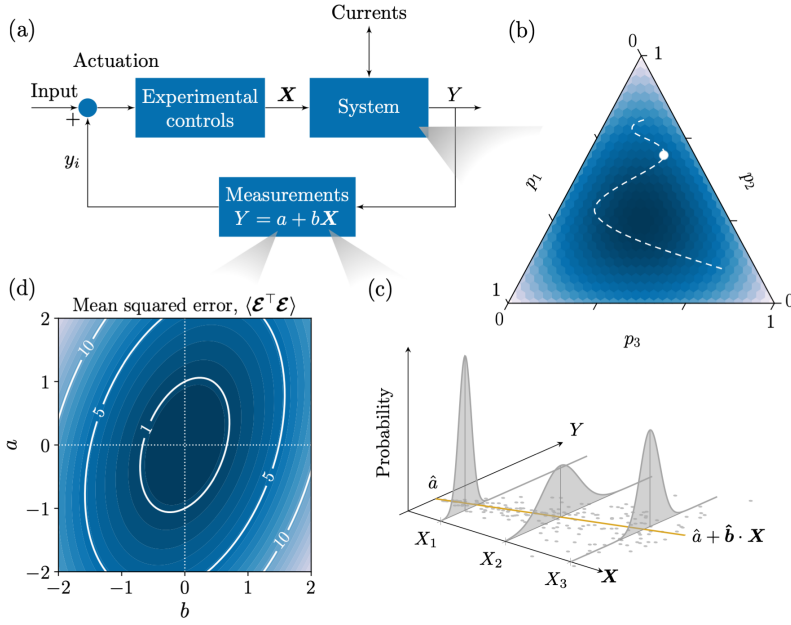 (a)
Currents
Actuation
Input
+
Experimental
controls
X
System
Y
y_i
Measurements
Y = a + bX
(b)
0
1
p_1
p_2
1
0
0
1
p_3
(d)
Mean squared error, ⟨ℰ^⊤ℰ⟩
2
1
0
−1
−2
a
10
5
1
5
10
−2
−1
0
1
2
b
(c)
Probability
Y
â
X_1
X_2
X_3
X
â + b̂ · X